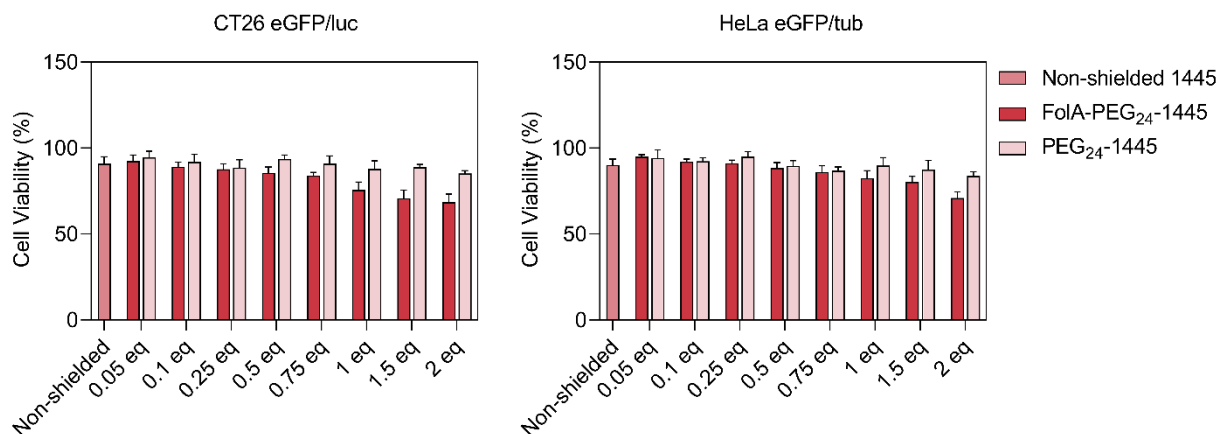 CT26 eGFP/luc
Cell Viability (%)
150
100
50
0
Non-shielded
0.05 eq
0.1 eq
0.25 eq
0.5 eq
0.75 eq
1 eq
1.5 eq
2 eq
HeLa eGFP/tub
Cell Viability (%)
150
100
50
0
Non-shielded
0.05 eq
0.1 eq
0.25 eq
0.5 eq
0.75 eq
1 eq
1.5 eq
2 eq
Non-shielded 1445
FolA-PEG₂₄-1445
PEG₂₄-1445